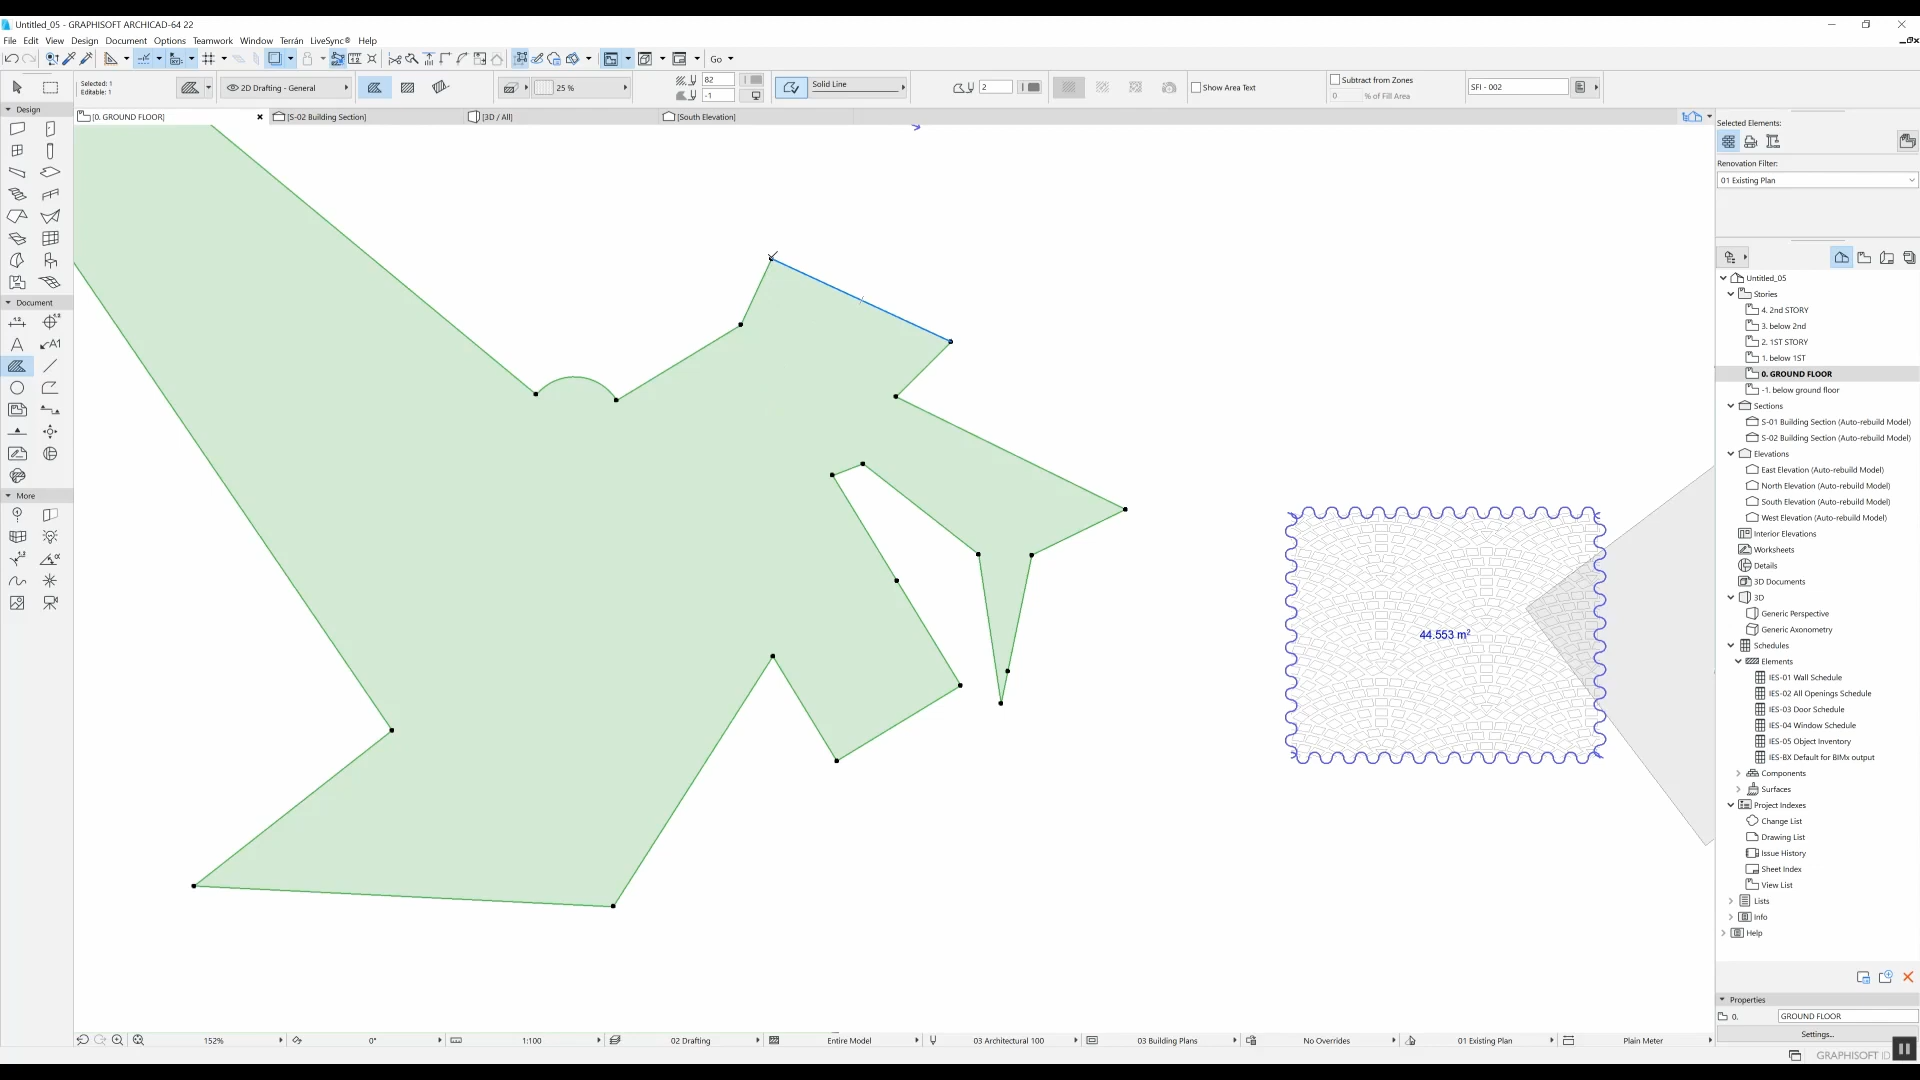 Untitled_05 - GRAPHISOFT ARCHICAD-64 22
File Edit View Design Document Options Teamwork Window Terrán LiveSync® Help
Go
Selected: 1
Editable: 1
2D Drafting - General
25 %
82
-1
Solid Line
2
Show Area Text
Subtract from Zones
0 % of Fill Area
SFI - 002
[0. GROUND FLOOR]
[S-02 Building Section]
[3D / All]
[South Elevation]
Design
Document
More
44.553 m²
Selected Elements:
Renovation Filter:
01 Existing Plan
Untitled_05
Stories
4. 2nd STORY
3. below 2nd
2. 1ST STORY
1. below 1ST
0. GROUND FLOOR
-1. below ground floor
Sections
S-01 Building Section (Auto-rebuild Model)
S-02 Building Section (Auto-rebuild Model)
Elevations
East Elevation (Auto-rebuild Model)
North Elevation (Auto-rebuild Model)
South Elevation (Auto-rebuild Model)
West Elevation (Auto-rebuild Model)
Interior Elevations
Worksheets
Details
3D Documents
3D
Generic Perspective
Generic Axonometry
Schedules
Elements
IES-01 Wall Schedule
IES-02 All Openings Schedule
IES-03 Door Schedule
IES-04 Window Schedule
IES-05 Object Inventory
IES-BX Default for BIMx output
Components
Surfaces
Project Indexes
Change List
Drawing List
Issue History
Sheet Index
View List
Lists
Info
Help
Properties
0. GROUND FLOOR
Settings...
152%
0°
1:100
02 Drafting
Entire Model
03 Architectural 100
03 Building Plans
No Overrides
01 Existing Plan
Plain Meter
GRAPHISOFT ID